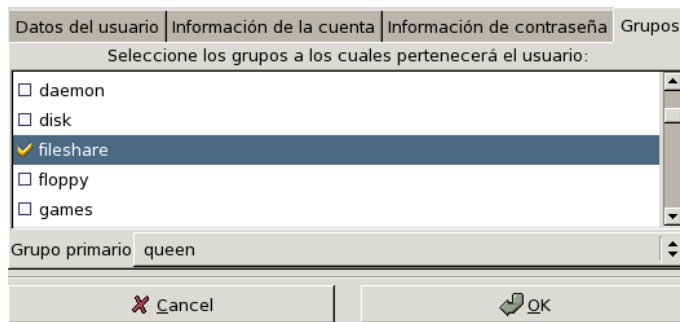 Datos del usuario Información de la cuenta Información de contraseña Grupos
Seleccione los grupos a los cuales pertenecerá el usuario:
daemon
disk
fileshare
floppy
games
Grupo primario queen
Cancel OK